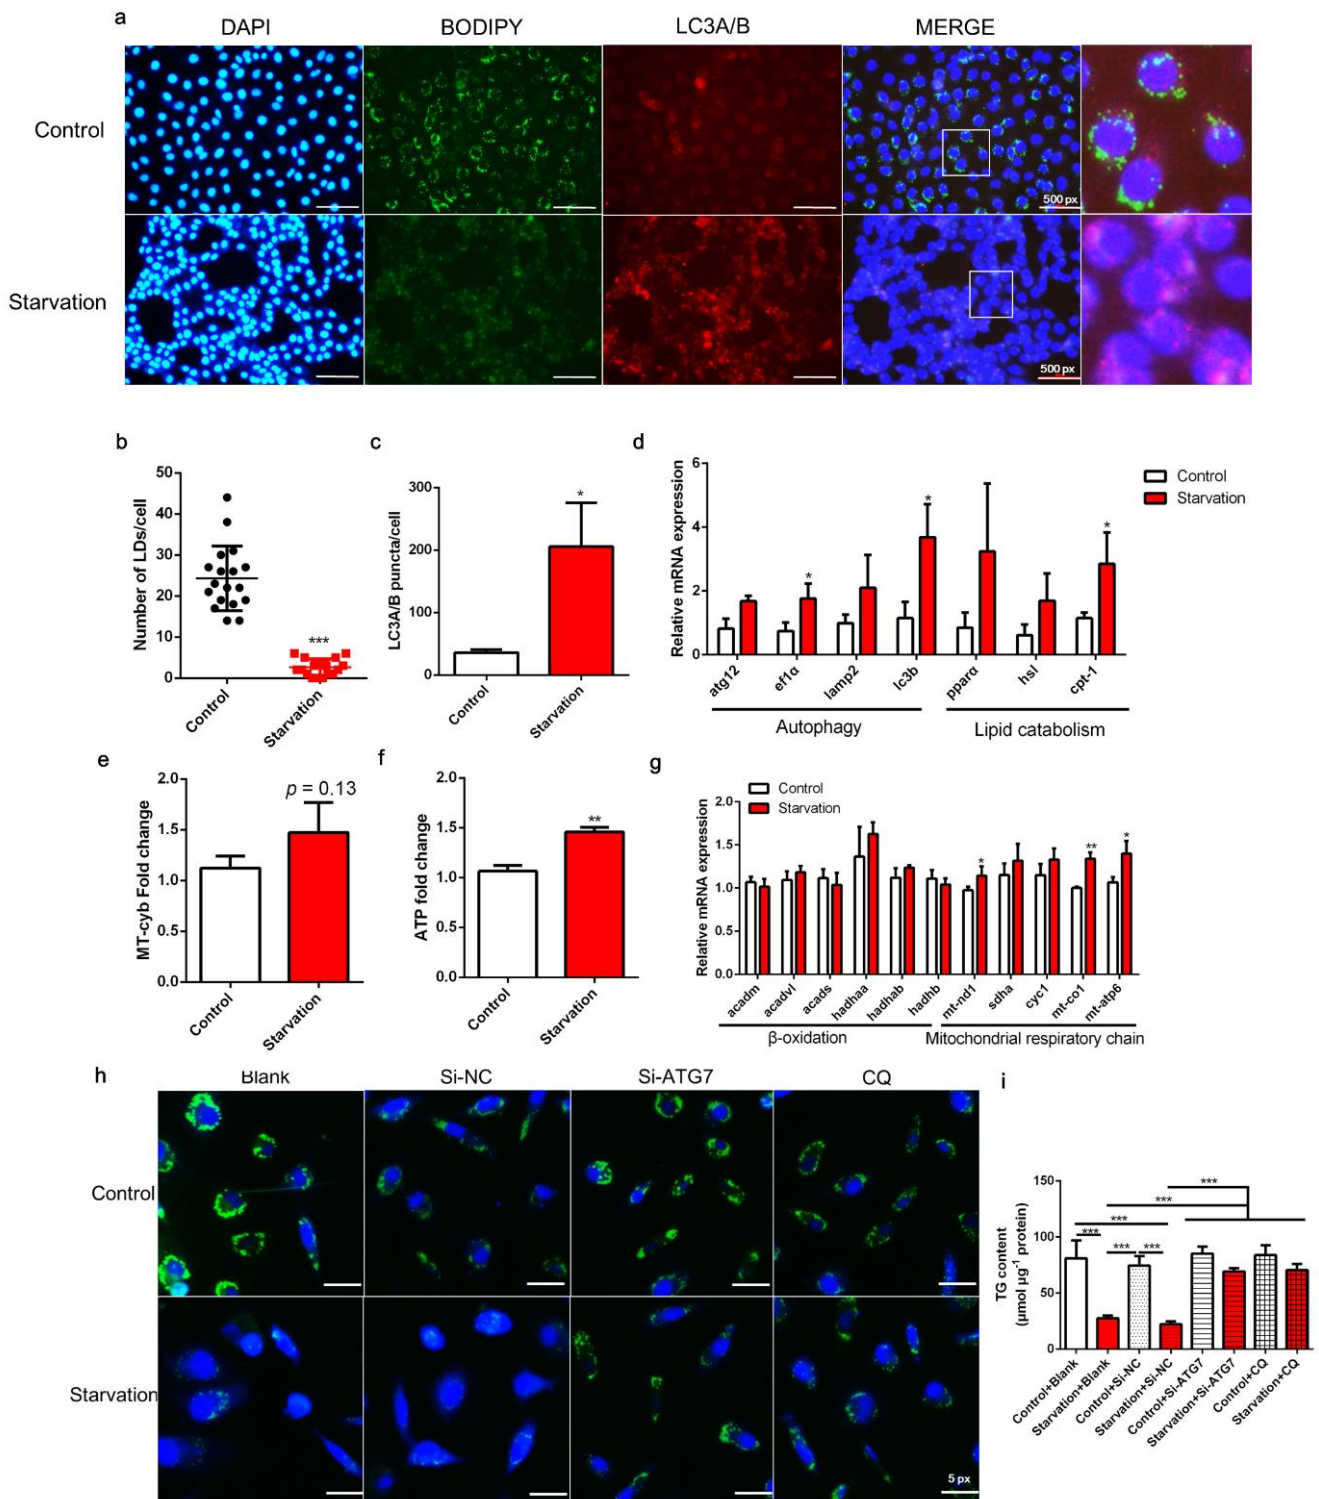 a
DAPI BODIPY LC3A/B MERGE
Control
500 px
Starvation
500 px
b
Number of LDs/cell
50
40
30
20
10
0
***
Control
Starvation
c
LC3A/B puncta/cell
300
200
100
0
*
Control
Starvation
d
Relative mRNA expression
6
4
2
0
* * *
Control
Starvation
atg12 ef1α lamp2 lc3b pparα hsl cpt-1
Autophagy Lipid catabolism
e
MT-cyb Fold change
2.0
1.5
1.0
0.5
0.0
p = 0.13
Control
Starvation
f
ATP fold change
2.0
1.5
1.0
0.5
0.0
**
Control
Starvation
g
Relative mRNA expression
2.0
1.5
1.0
0.5
0.0
Control
Starvation
* ** *
acadm acadvl acads hadhaa hadhab hadhb mt-nd1 sdha cyc1 mt-co1 mt-atp6
β-oxidation Mitochondrial respiratory chain
h
Blank Si-NC Si-ATG7 CQ
Control
Starvation
5 px
i
TG content
(μmol μg⁻¹ protein)
150
100
50
0
***
***
***
*** *** ***
Control+Blank
Starvation+Blank
Control+Si-NC
Starvation+Si-NC
Control+Si-ATG7
Starvation+Si-ATG7
Control+CQ
Starvation+CQ